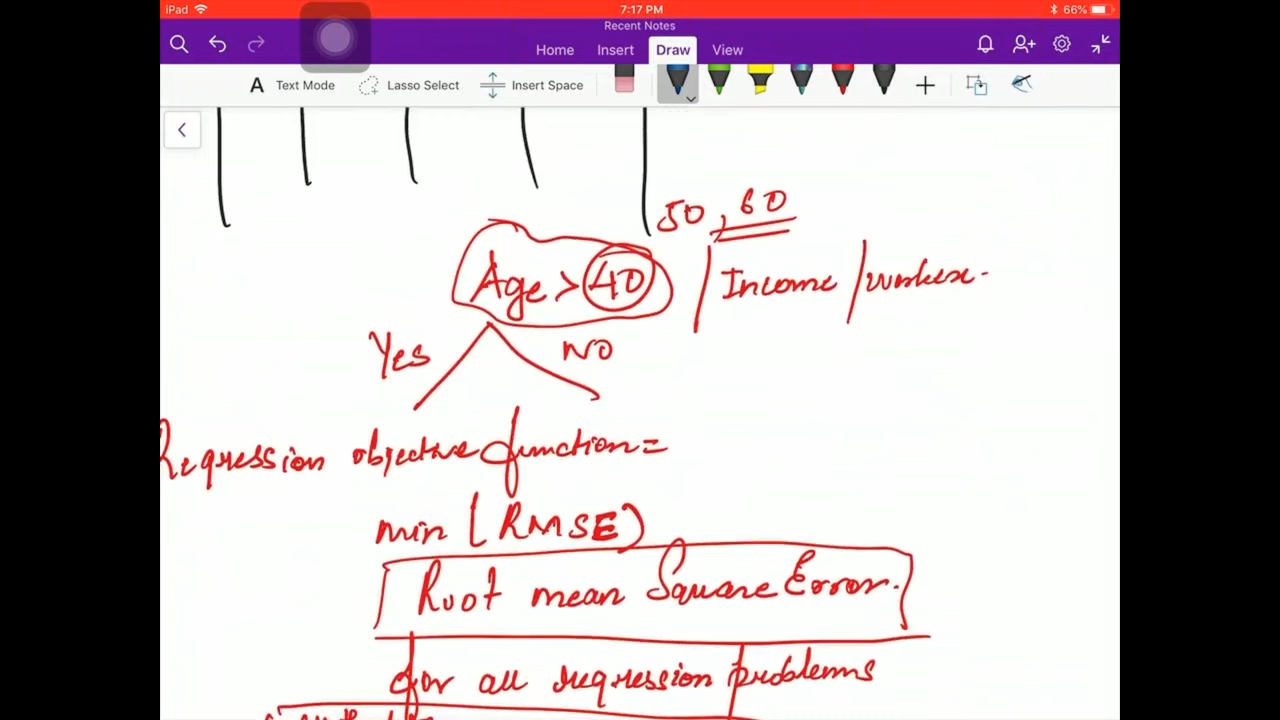 iPad 7:17 PM 66%
Recent Notes
Home Insert Draw View
A Text Mode Lasso Select Insert Space
50, 60
Age > 40 | Income /
Yes NO
Regression objective function =
min (RMSE)
Root mean Square Error.
for all regression problems